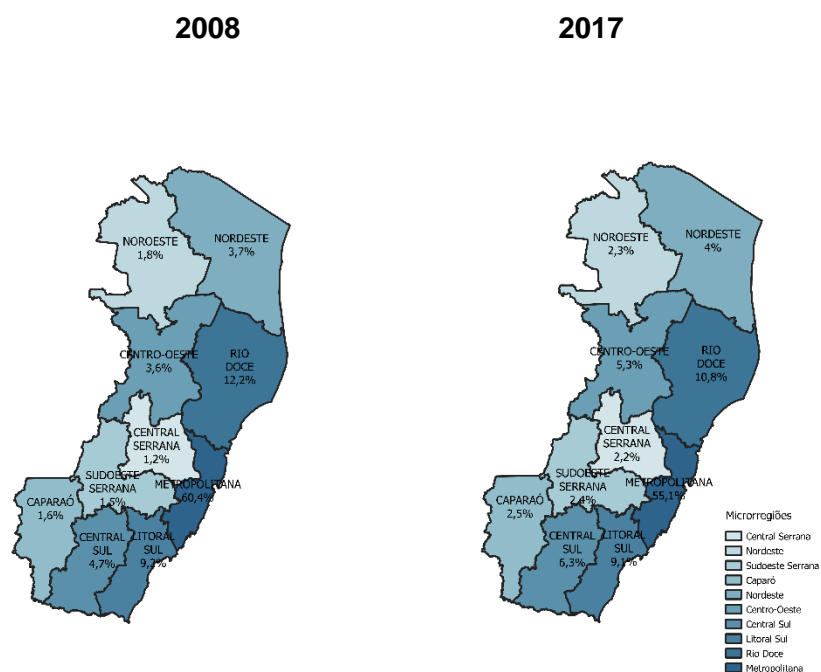 2008
2017
NOROESTE
1,8%
NORDESTE
3,7%
CENTRO-OESTE
3,6%
RIO
DOCE
12,2%
CENTRAL
SERRANA
1,2%
SUDOESTE
SERRANA
1,5%
METROPOLITANA
60,4%
CAPARAÓ
1,6%
CENTRAL
SUL
4,7%
LITORAL
SUL
9,3%
NOROESTE
2,3%
NORDESTE
4%
CENTRO-OESTE
5,3%
RIO
DOCE
10,8%
CENTRAL
SERRANA
2,2%
SUDOESTE
SERRANA
2,4%
METROPOLITANA
55,1%
CAPARAÓ
2,5%
CENTRAL
SUL
6,3%
LITORAL
SUL
9,1%
Microrregiões
Central Serrana
Nordeste
Sudoeste Serrana
Caparó
Nordeste
Centro-Oeste
Central Sul
Litoral Sul
Rio Doce
Metropolitana